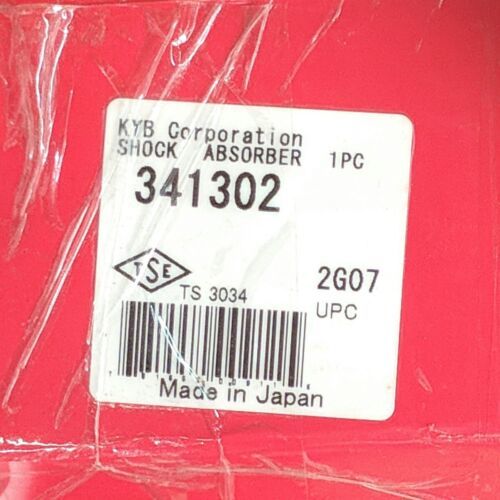 KYB Corporation
SHOCK ABSORBER 1PC
341302
TSE
2G07
TS 3034
UPC
Made in Japan